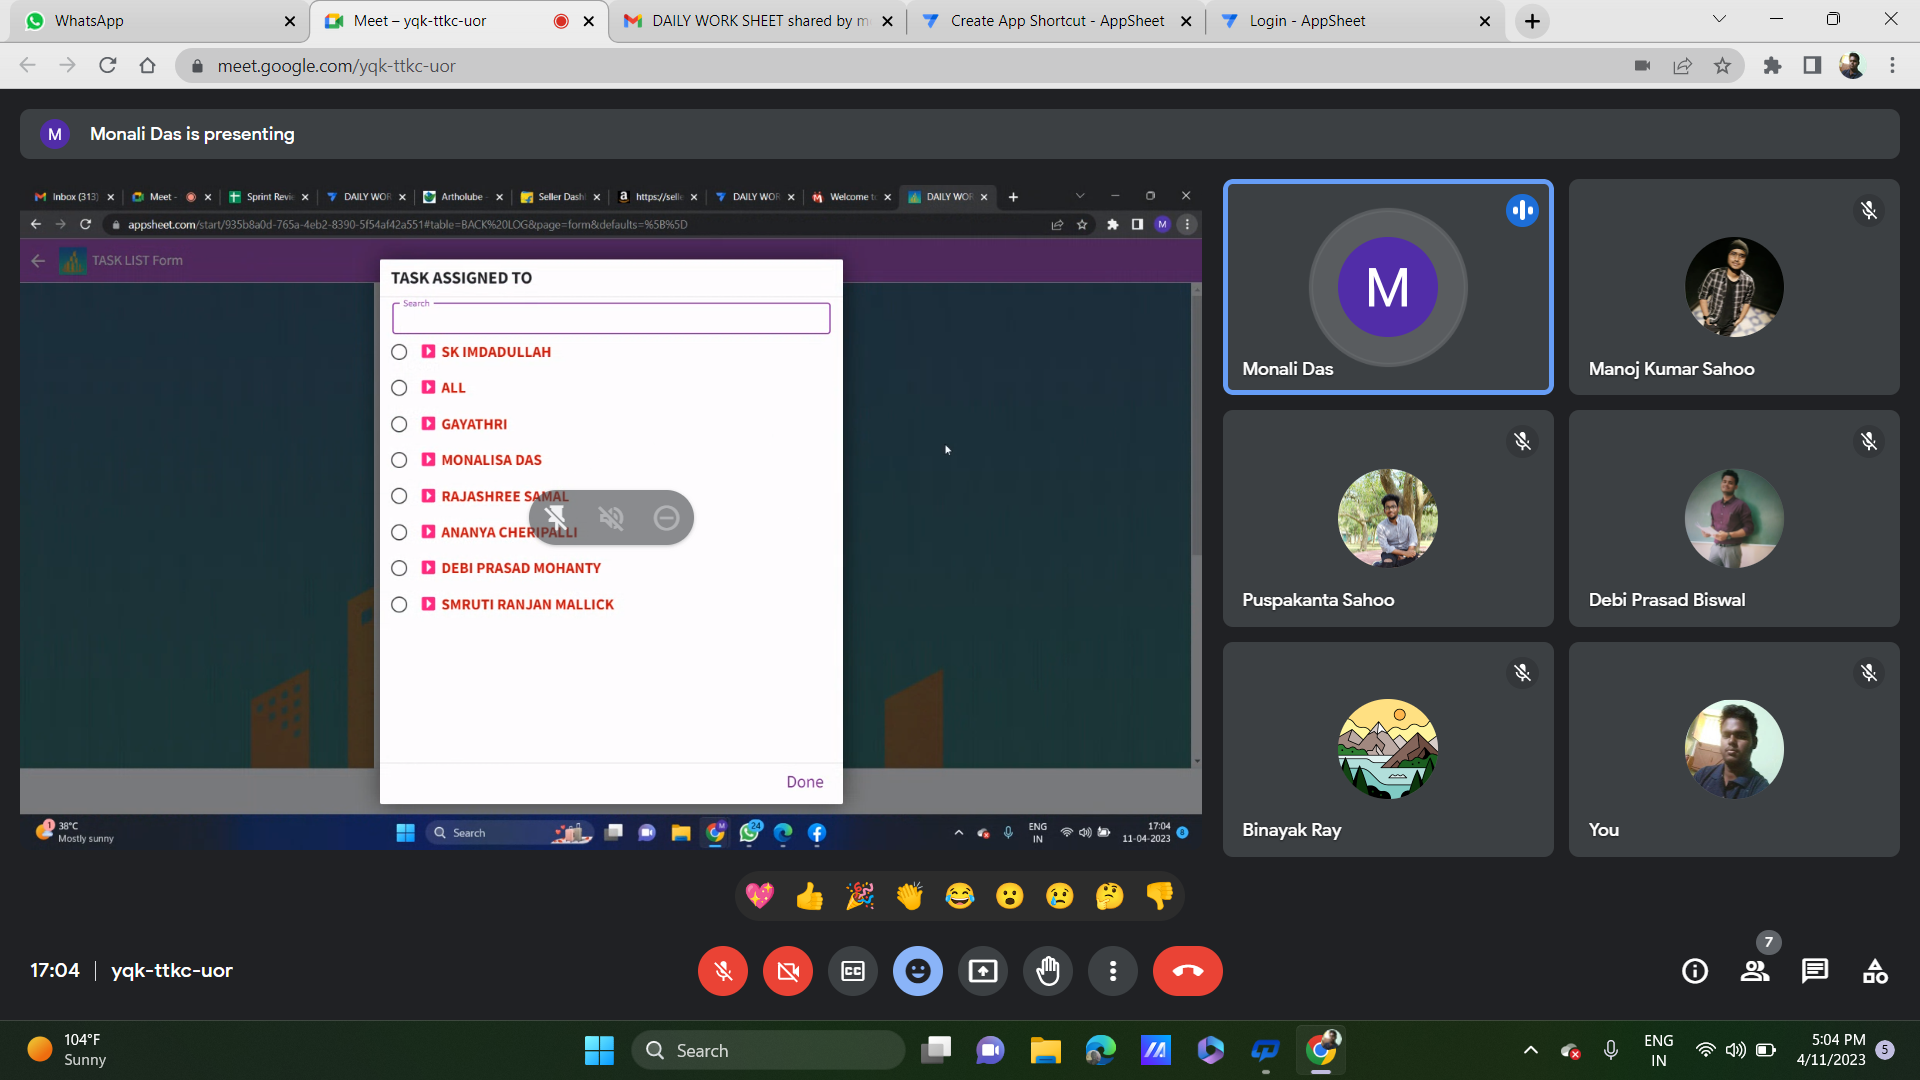 WhatsApp
Meet – yqk-ttkc-uor
DAILY WORK SHEET shared by m
Create App Shortcut - AppSheet
Login - AppSheet
meet.google.com/yqk-ttkc-uor
M
Monali Das is presenting
Inbox (313)
Meet -
Sprint Revi
DAILY WOR
Artholube -
Seller Dash
https://selle
DAILY WOR
Welcome t
DAILY WOR
appsheet.com/start/935b8a0d-765a-4eb2-8390-5f54af42a551#table=BACK%20LOG&page=form&defaults=%5B%5D
M
TASK LIST Form
TASK ASSIGNED TO
Search
SK IMDADULLAH
ALL
GAYATHRI
MONALISA DAS
RAJASHREE SAMAL
ANANYA CHERIPALLI
DEBI PRASAD MOHANTY
SMRUTI RANJAN MALLICK
Done
1
38°C
Mostly sunny
Search
24
ENG
IN
17:04
11-04-2023
8
M
Monali Das
Manoj Kumar Sahoo
Puspakanta Sahoo
Debi Prasad Biswal
Binayak Ray
You
17:04
yqk-ttkc-uor
7
104°F
Sunny
Search
ENG
IN
5:04 PM
4/11/2023
5